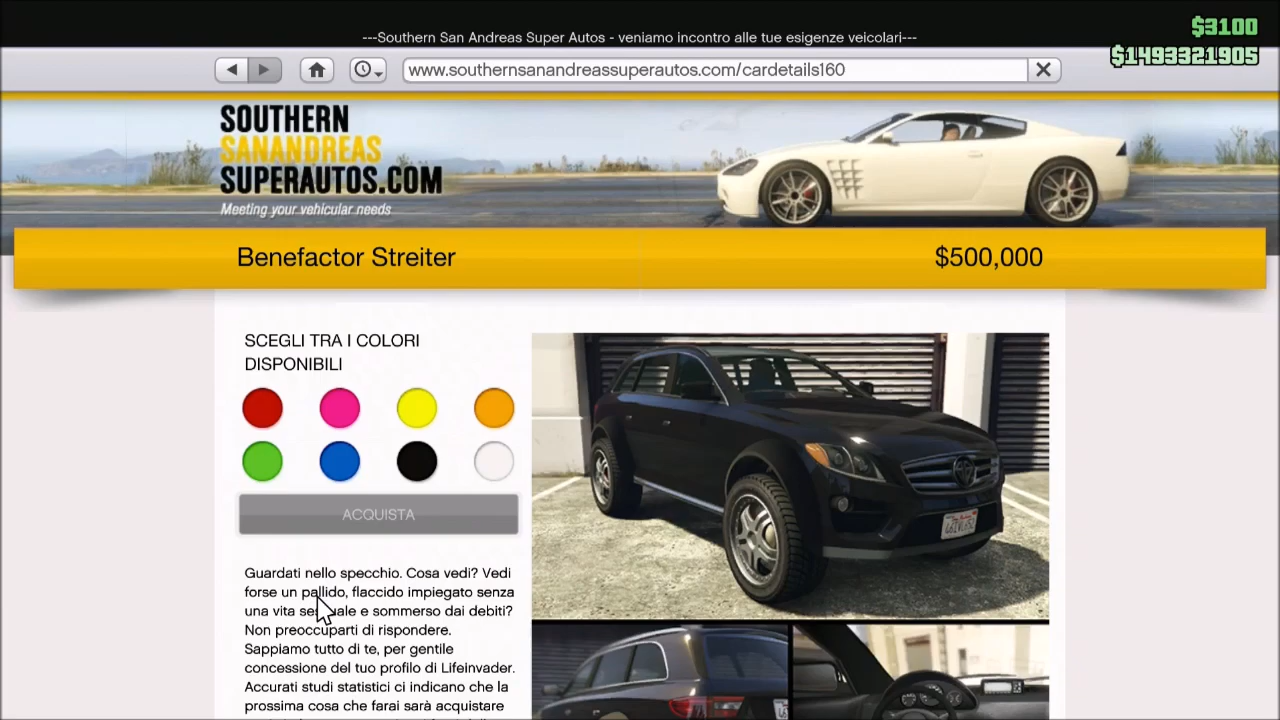 ---Southern San Andreas Super Autos - veniamo incontro alle tue esigenze veicolari---
$3100
$1493321905
www.southernsanandreassuperautos.com/cardetails160
SOUTHERN
SANANDREAS
SUPERAUTOS.COM
Meeting your vehicular needs
Benefactor Streiter
$500,000
SCEGLI TRA I COLORI
DISPONIBILI
ACQUISTA
Guardati nello specchio. Cosa vedi? Vedi
forse un pallido, flaccido impiegato senza
una vita sessuale e sommerso dai debiti?
Non preoccuparti di rispondere.
Sappiamo tutto di te, per gentile
concessione del tuo profilo di Lifeinvader.
Accurati studi statistici ci indicano che la
prossima cosa che farai sarà acquistare